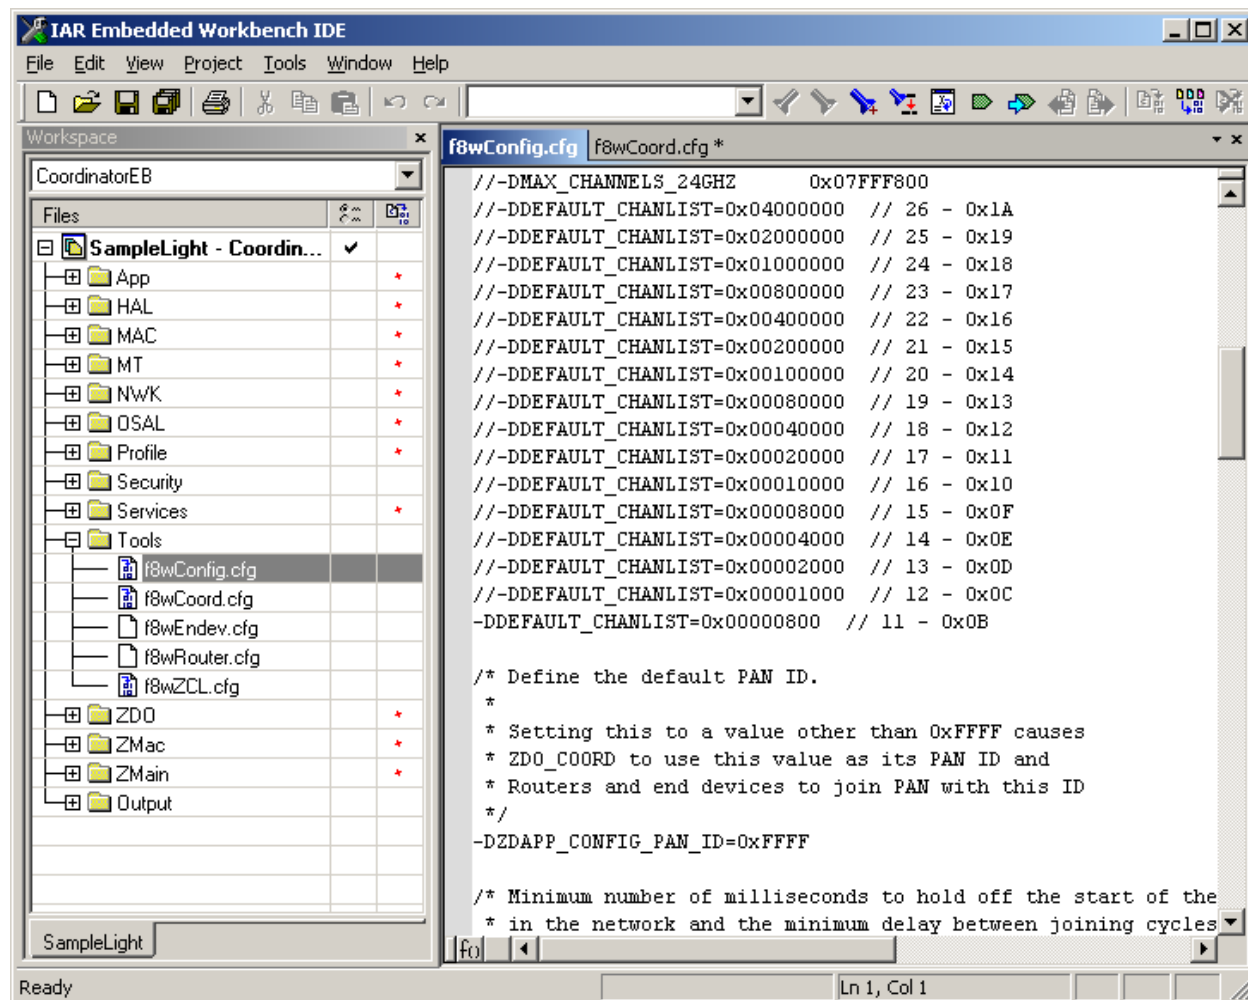 IAR Embedded Workbench IDE
File Edit View Project Tools Window Help
Workspace
CoordinatorEB
Files
SampleLight - Coordin...
App
HAL
MAC
MT
NWK
OSAL
Profile
Security
Services
Tools
f8wConfig.cfg
f8wCoord.cfg
f8wEndev.cfg
f8wRouter.cfg
f8wZCL.cfg
ZDO
ZMac
ZMain
Output
SampleLight
f8wConfig.cfg f8wCoord.cfg *
//-DMAX_CHANNELS_24GHZ 0x07FFF800
//-DDEFAULT_CHANLIST=0x04000000 // 26 - 0x1A
//-DDEFAULT_CHANLIST=0x02000000 // 25 - 0x19
//-DDEFAULT_CHANLIST=0x01000000 // 24 - 0x18
//-DDEFAULT_CHANLIST=0x00800000 // 23 - 0x17
//-DDEFAULT_CHANLIST=0x00400000 // 22 - 0x16
//-DDEFAULT_CHANLIST=0x00200000 // 21 - 0x15
//-DDEFAULT_CHANLIST=0x00100000 // 20 - 0x14
//-DDEFAULT_CHANLIST=0x00080000 // 19 - 0x13
//-DDEFAULT_CHANLIST=0x00040000 // 18 - 0x12
//-DDEFAULT_CHANLIST=0x00020000 // 17 - 0x11
//-DDEFAULT_CHANLIST=0x00010000 // 16 - 0x10
//-DDEFAULT_CHANLIST=0x00008000 // 15 - 0x0F
//-DDEFAULT_CHANLIST=0x00004000 // 14 - 0x0E
//-DDEFAULT_CHANLIST=0x00002000 // 13 - 0x0D
//-DDEFAULT_CHANLIST=0x00001000 // 12 - 0x0C
-DDEFAULT_CHANLIST=0x00000800 // 11 - 0x0B
/* Define the default PAN ID.
*
* Setting this to a value other than 0xFFFF causes
* ZDO_COORD to use this value as its PAN ID and
* Routers and end devices to join PAN with this ID
*/
-DZDAPP_CONFIG_PAN_ID=0xFFFF
/* Minimum number of milliseconds to hold off the start of the
* in the network and the minimum delay between joining cycles
Ready Ln 1, Col 1